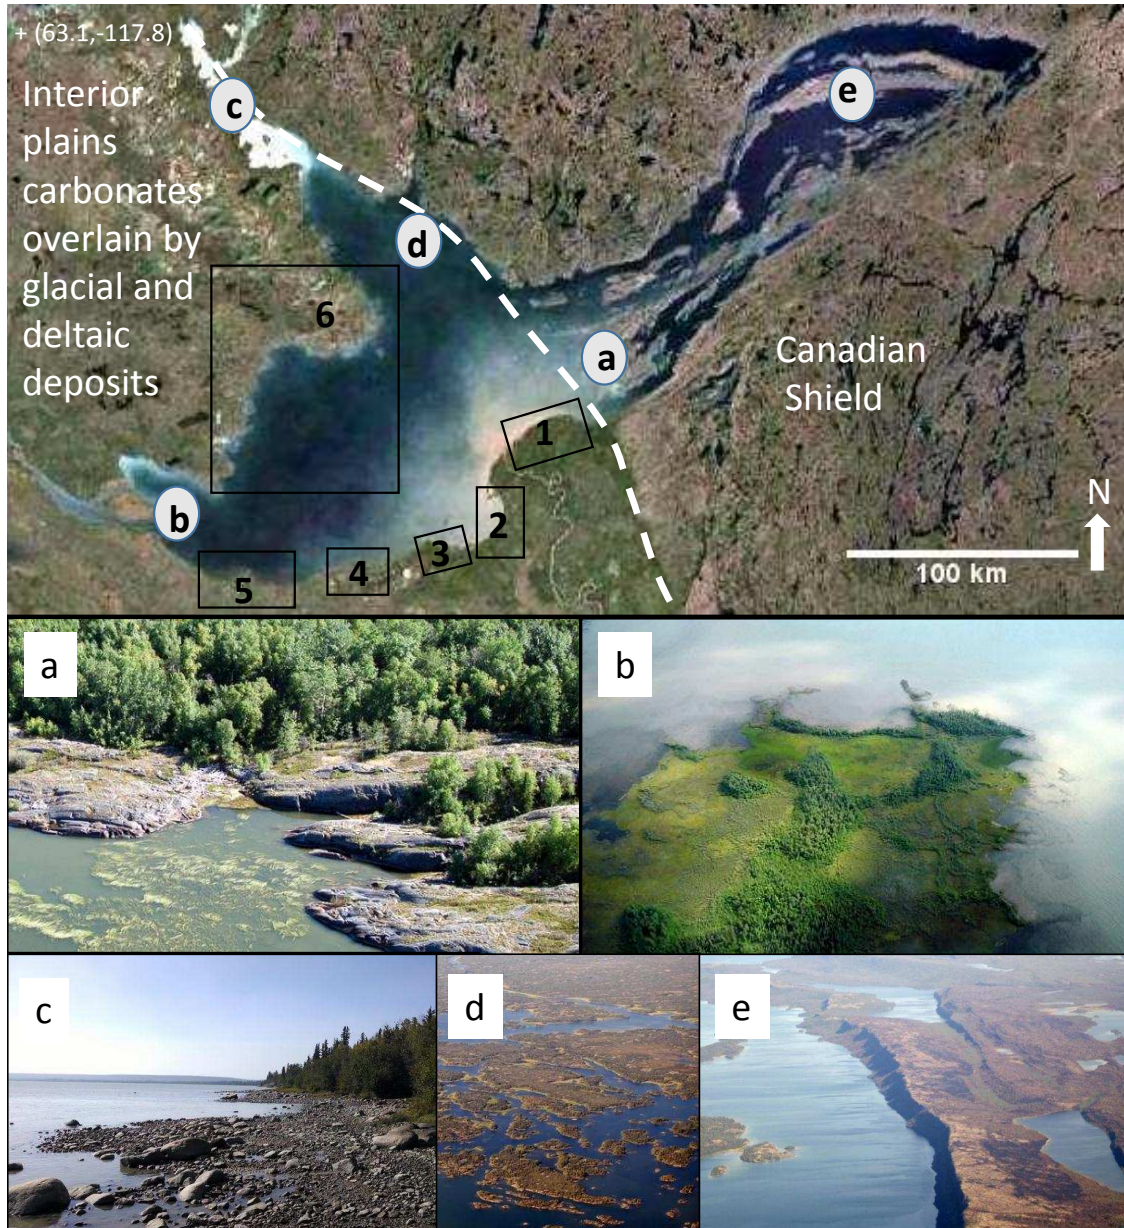 + (63.1,-117.8)
Interior
plains
carbonates
overlain by
glacial and
deltaic
deposits
c
e
d
6
a
Canadian
Shield
1
b
2
3
4
5
N
100 km
a
b
c
d
e